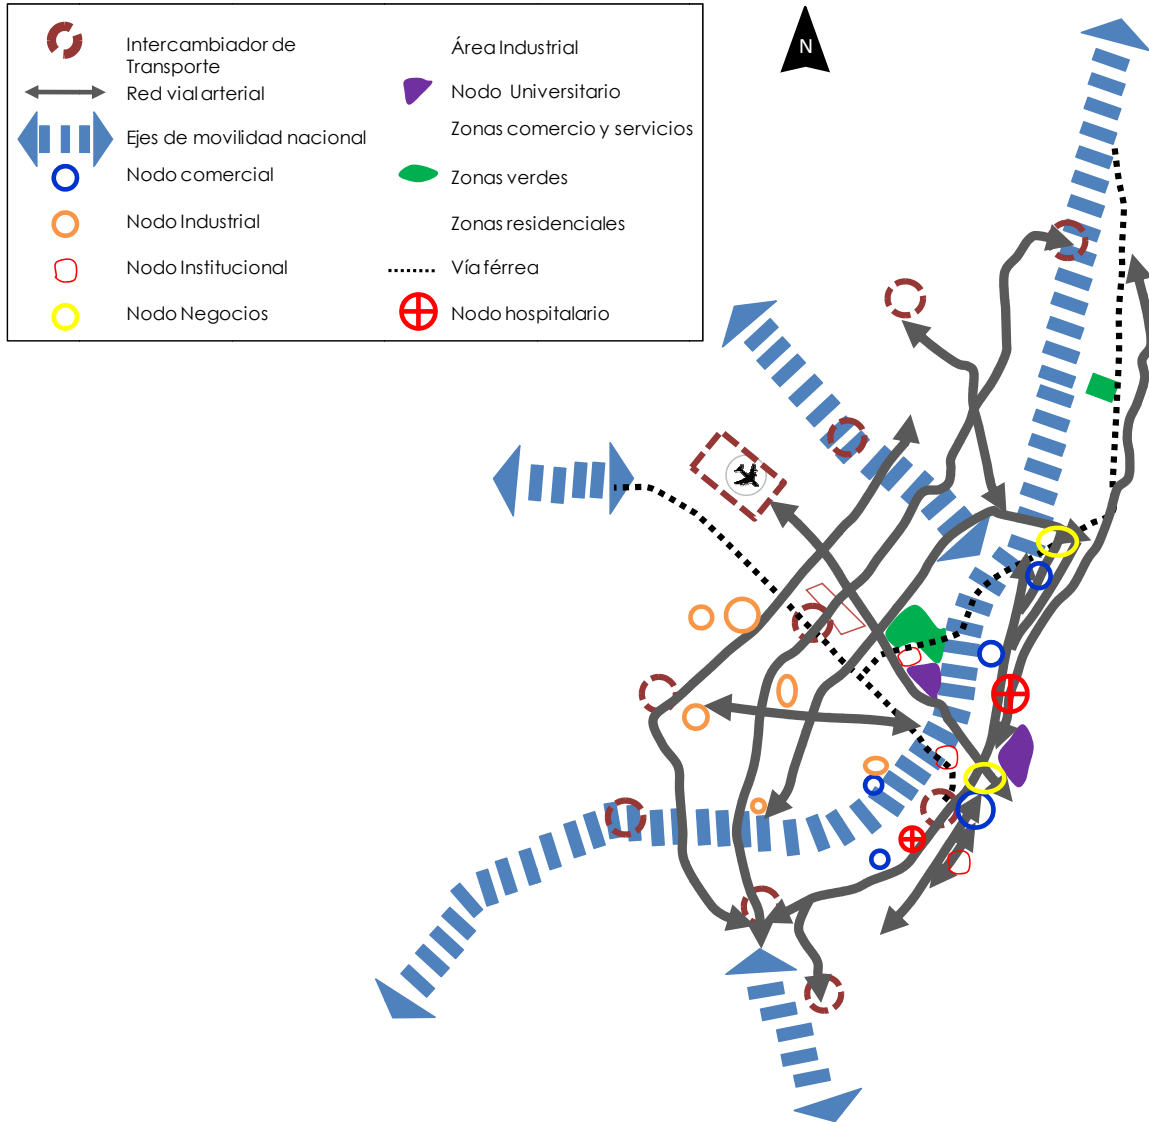 Intercambiador de
Transporte
Red vial arterial
Ejes de movilidad nacional
Nodo comercial
Nodo Industrial
Nodo Institucional
Nodo Negocios
Área Industrial
Nodo Universitario
Zonas comercio y servicios
Zonas verdes
Zonas residenciales
Vía férrea
Nodo hospitalario
N